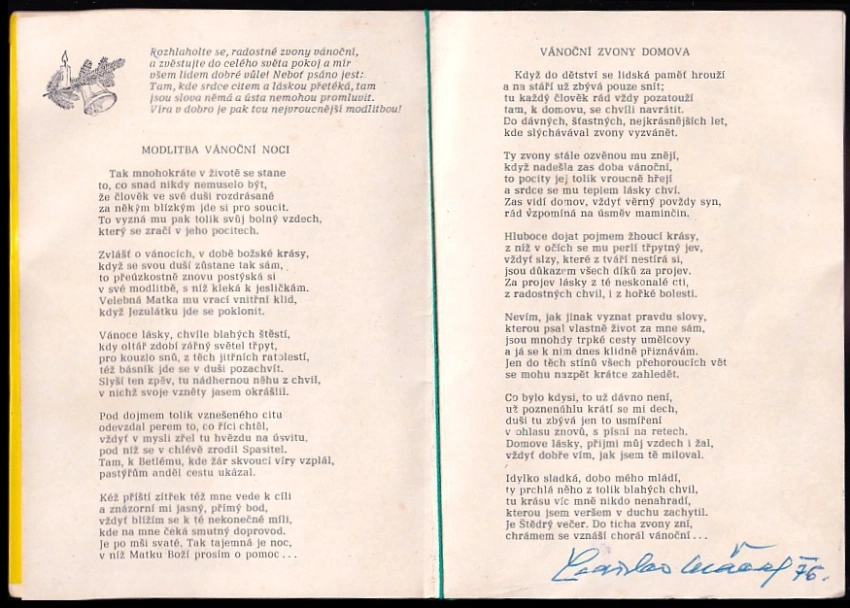 Rozhlaholte se, radostné zvony vánoční,
a zvěstujte do celého světa pokoj a mír
všem lidem dobré vůle! Neboť psáno jest:
Tam, kde srdce citem a láskou přetéká, tam
jsou slova němá a ústa nemohou promluvit.
Víra v dobro je pak tou nejvroucnější modlitbou!
MODLITBA VÁNOČNÍ NOCI
Tak mnohokráte v životě se stane
to, co snad nikdy nemuselo být,
že člověk ve své duši rozdrásané
za někým blízkým jde si pro soucit.
To vyzná mu pak tolik svůj bolný vzdech,
který se zračí v jeho pocitech.
Zvlášť o vánocích, v době božské krásy,
když se svou duší zůstane tak sám,
to přeúzkostně znovu postýská si
v své modlitbě, s níž kleká k jesličkám.
Velebná Matka mu vrací vnitřní klid,
když Jezulátku jde se poklonit.
Vánoce lásky, chvíle blahých štěstí,
kdy oltář zdobí zářný světel třpyt,
pro kouzlo snů, z těch jitřních ratolestí,
též básník jde se v duši pozachvít.
Slyší ten zpěv, tu nádhernou něhu z chvil,
v nichž svoje vzněty jasem okrášlil.
Pod dojmem tolik vznešeného citu
odevzdal perem to, co říci chtěl,
vždyť v mysli zřel tu hvězdu na úsvitu,
pod níž se v chlévě zrodil Spasitel.
Tam, k Betlému, kde žár skvoucí víry vzplál,
pastýřům anděl cestu ukázal.
Kéž příští zítřek též mne vede k cíli
a znázorní mi jasný, přímý bod,
vždyť blížím se k té nekonečné míli,
kde na mne čeká smutný doprovod.
Je po mši svaté. Tak tajemná je noc,
v níž Matku Boží prosím o pomoc...
VÁNOČNÍ ZVONY DOMOVA
Když do dětství se lidská paměť hrouží
a na stáří už zbývá pouze snít;
tu každý člověk rád vždy pozatouží
tam, k domovu, se chvíli navrátit.
Do dávných, šťastných, nejkrásnějších let,
kde slýchávával zvony vyzvánět.
Ty zvony stále ozvěnou mu znějí,
když nadešla zas doba vánoční,
to pocity jej tolik vroucně hřejí
a srdce se mu teplem lásky chví.
Zas vidí domov, vždyť věrný povždy syn,
rád vzpomíná na úsměv maminčin.
Hluboce dojat pojmem žhoucí krásy,
z níž v očích se mu perlí třpytný jev,
vždyť slzy, které z tváří nestírá si,
jsou důkazem všech díků za projev.
Za projev lásky z té neskonalé cti,
z radostných chvil, i z hořké bolesti.
Nevím, jak jinak vyznat pravdu slovy,
kterou psal vlastně život za mne sám,
jsou mnohdy trpké cesty umělcovy
a já se k nim dnes klidně přiznávám.
Jen do těch stínů všech přehoroucích vět
se mohu nazpět krátce zahledět.
Co bylo kdysi, to už dávno není,
už poznenáhlu krátí se mi dech,
duši tu zbývá jen to usmíření
v ohlasu znovů, s písní na retech.
Domove lásky, přijmi můj vzdech i žal,
vždyť dobře vím, jak jsem tě miloval.
Idylko sladká, dobo mého mládí,
ty prchlá něho z tolik blahých chvil,
tu krásu víc mně nikdo nenahradí,
kterou jsem veršem v duchu zachytil.
Je Štědrý večer. Do ticha zvony zní,
chrámem se vznáší chorál vánoční...
Ladislav 76.